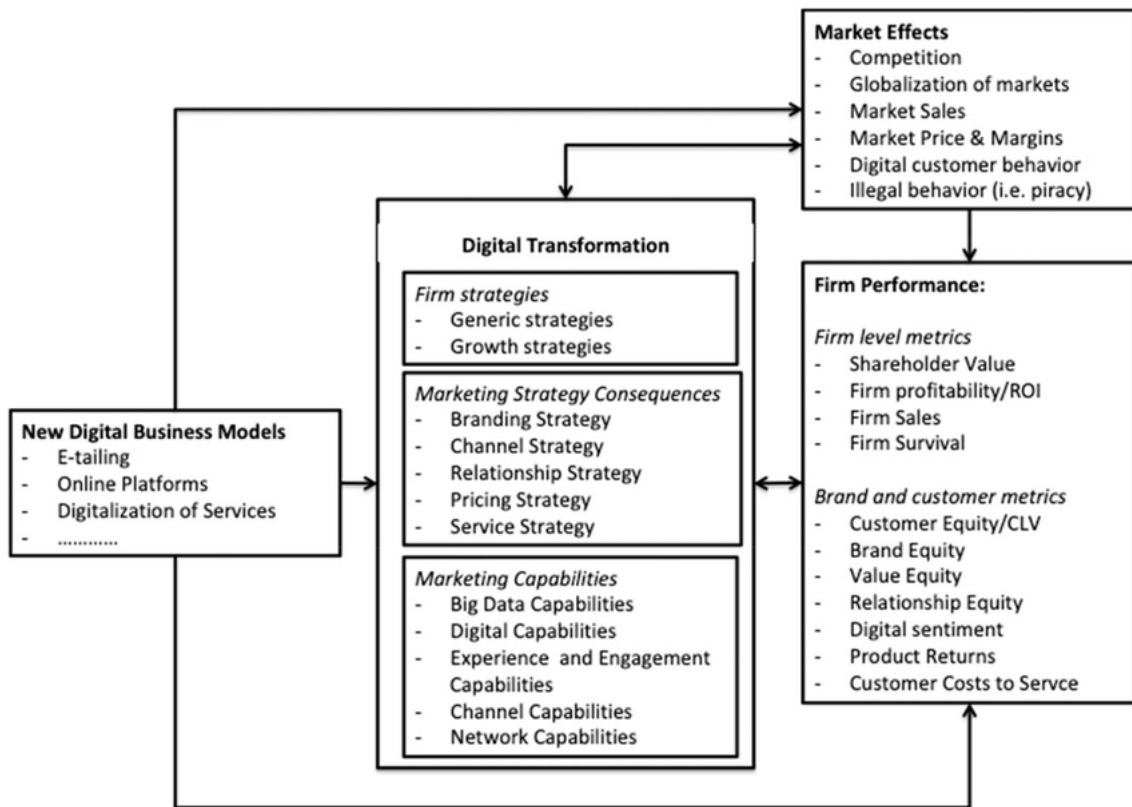 Market Effects
- Competition
- Globalization of markets
- Market Sales
- Market Price & Margins
- Digital customer behavior
- Illegal behavior (i.e. piracy)
Digital Transformation
Firm strategies
- Generic strategies
- Growth strategies
Marketing Strategy Consequences
- Branding Strategy
- Channel Strategy
- Relationship Strategy
- Pricing Strategy
- Service Strategy
Marketing Capabilities
- Big Data Capabilities
- Digital Capabilities
- Experience and Engagement
Capabilities
- Channel Capabilities
- Network Capabilities
New Digital Business Models
- E-tailing
- Online Platforms
- Digitalization of Services
- …………
Firm Performance:
Firm level metrics
- Shareholder Value
- Firm profitability/ROI
- Firm Sales
- Firm Survival
Brand and customer metrics
- Customer Equity/CLV
- Brand Equity
- Value Equity
- Relationship Equity
- Digital sentiment
- Product Returns
- Customer Costs to Servce